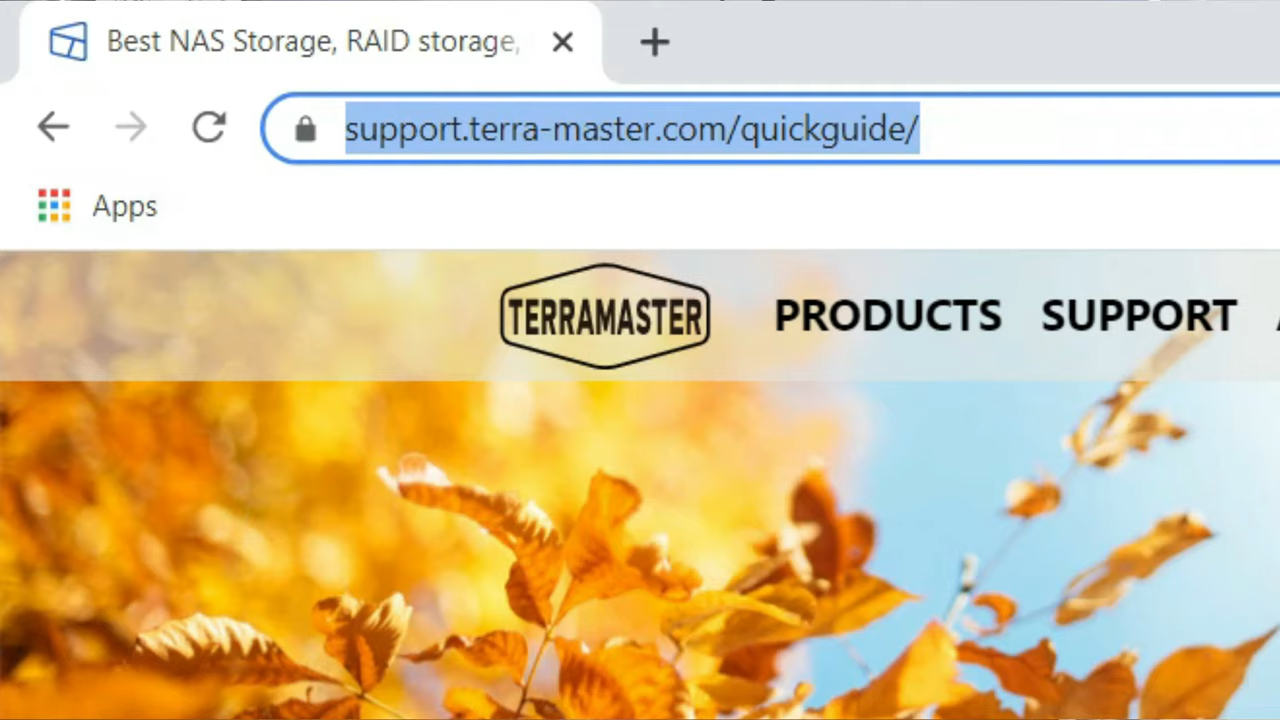 Best NAS Storage, RAID storage,
support.terra-master.com/quickguide/
Apps
TERRAMASTER PRODUCTS SUPPORT